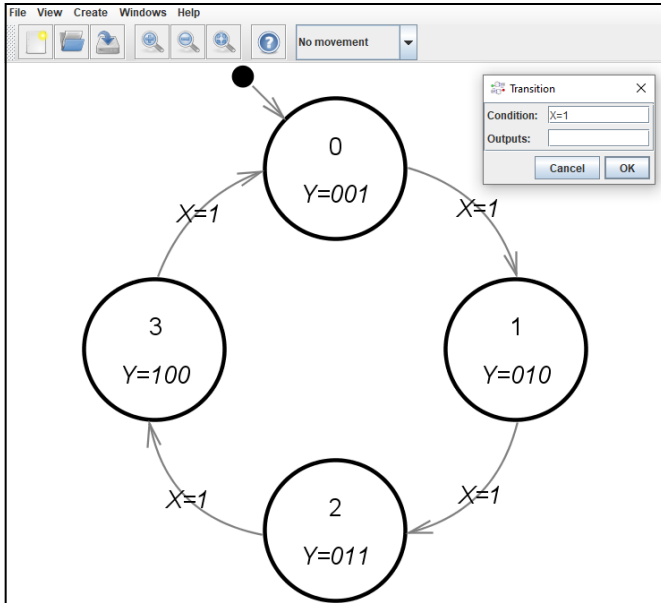 File View Create Windows Help
No movement
Transition
Condition: X=1
Outputs:
Cancel OK
0
Y=001
X=1
X=1
3
Y=100
1
Y=010
X=1
X=1
2
Y=011